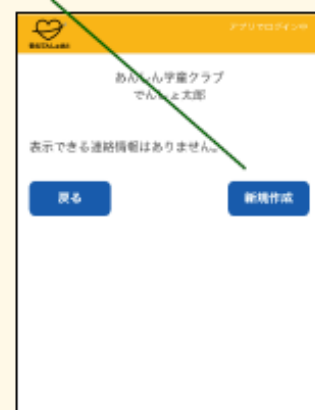 アプリでログイン中
あんしん学童クラブ
でんしょ太郎
表示できる連絡情報はありません。
戻る
新規作成